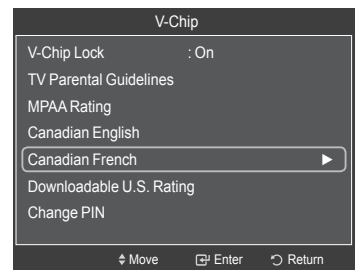 V-Chip
V-Chip Lock : On
TV Parental Guidelines
MPAA Rating
Canadian English
Canadian French ►
Downloadable U.S. Rating
Change PIN
Move Enter Return